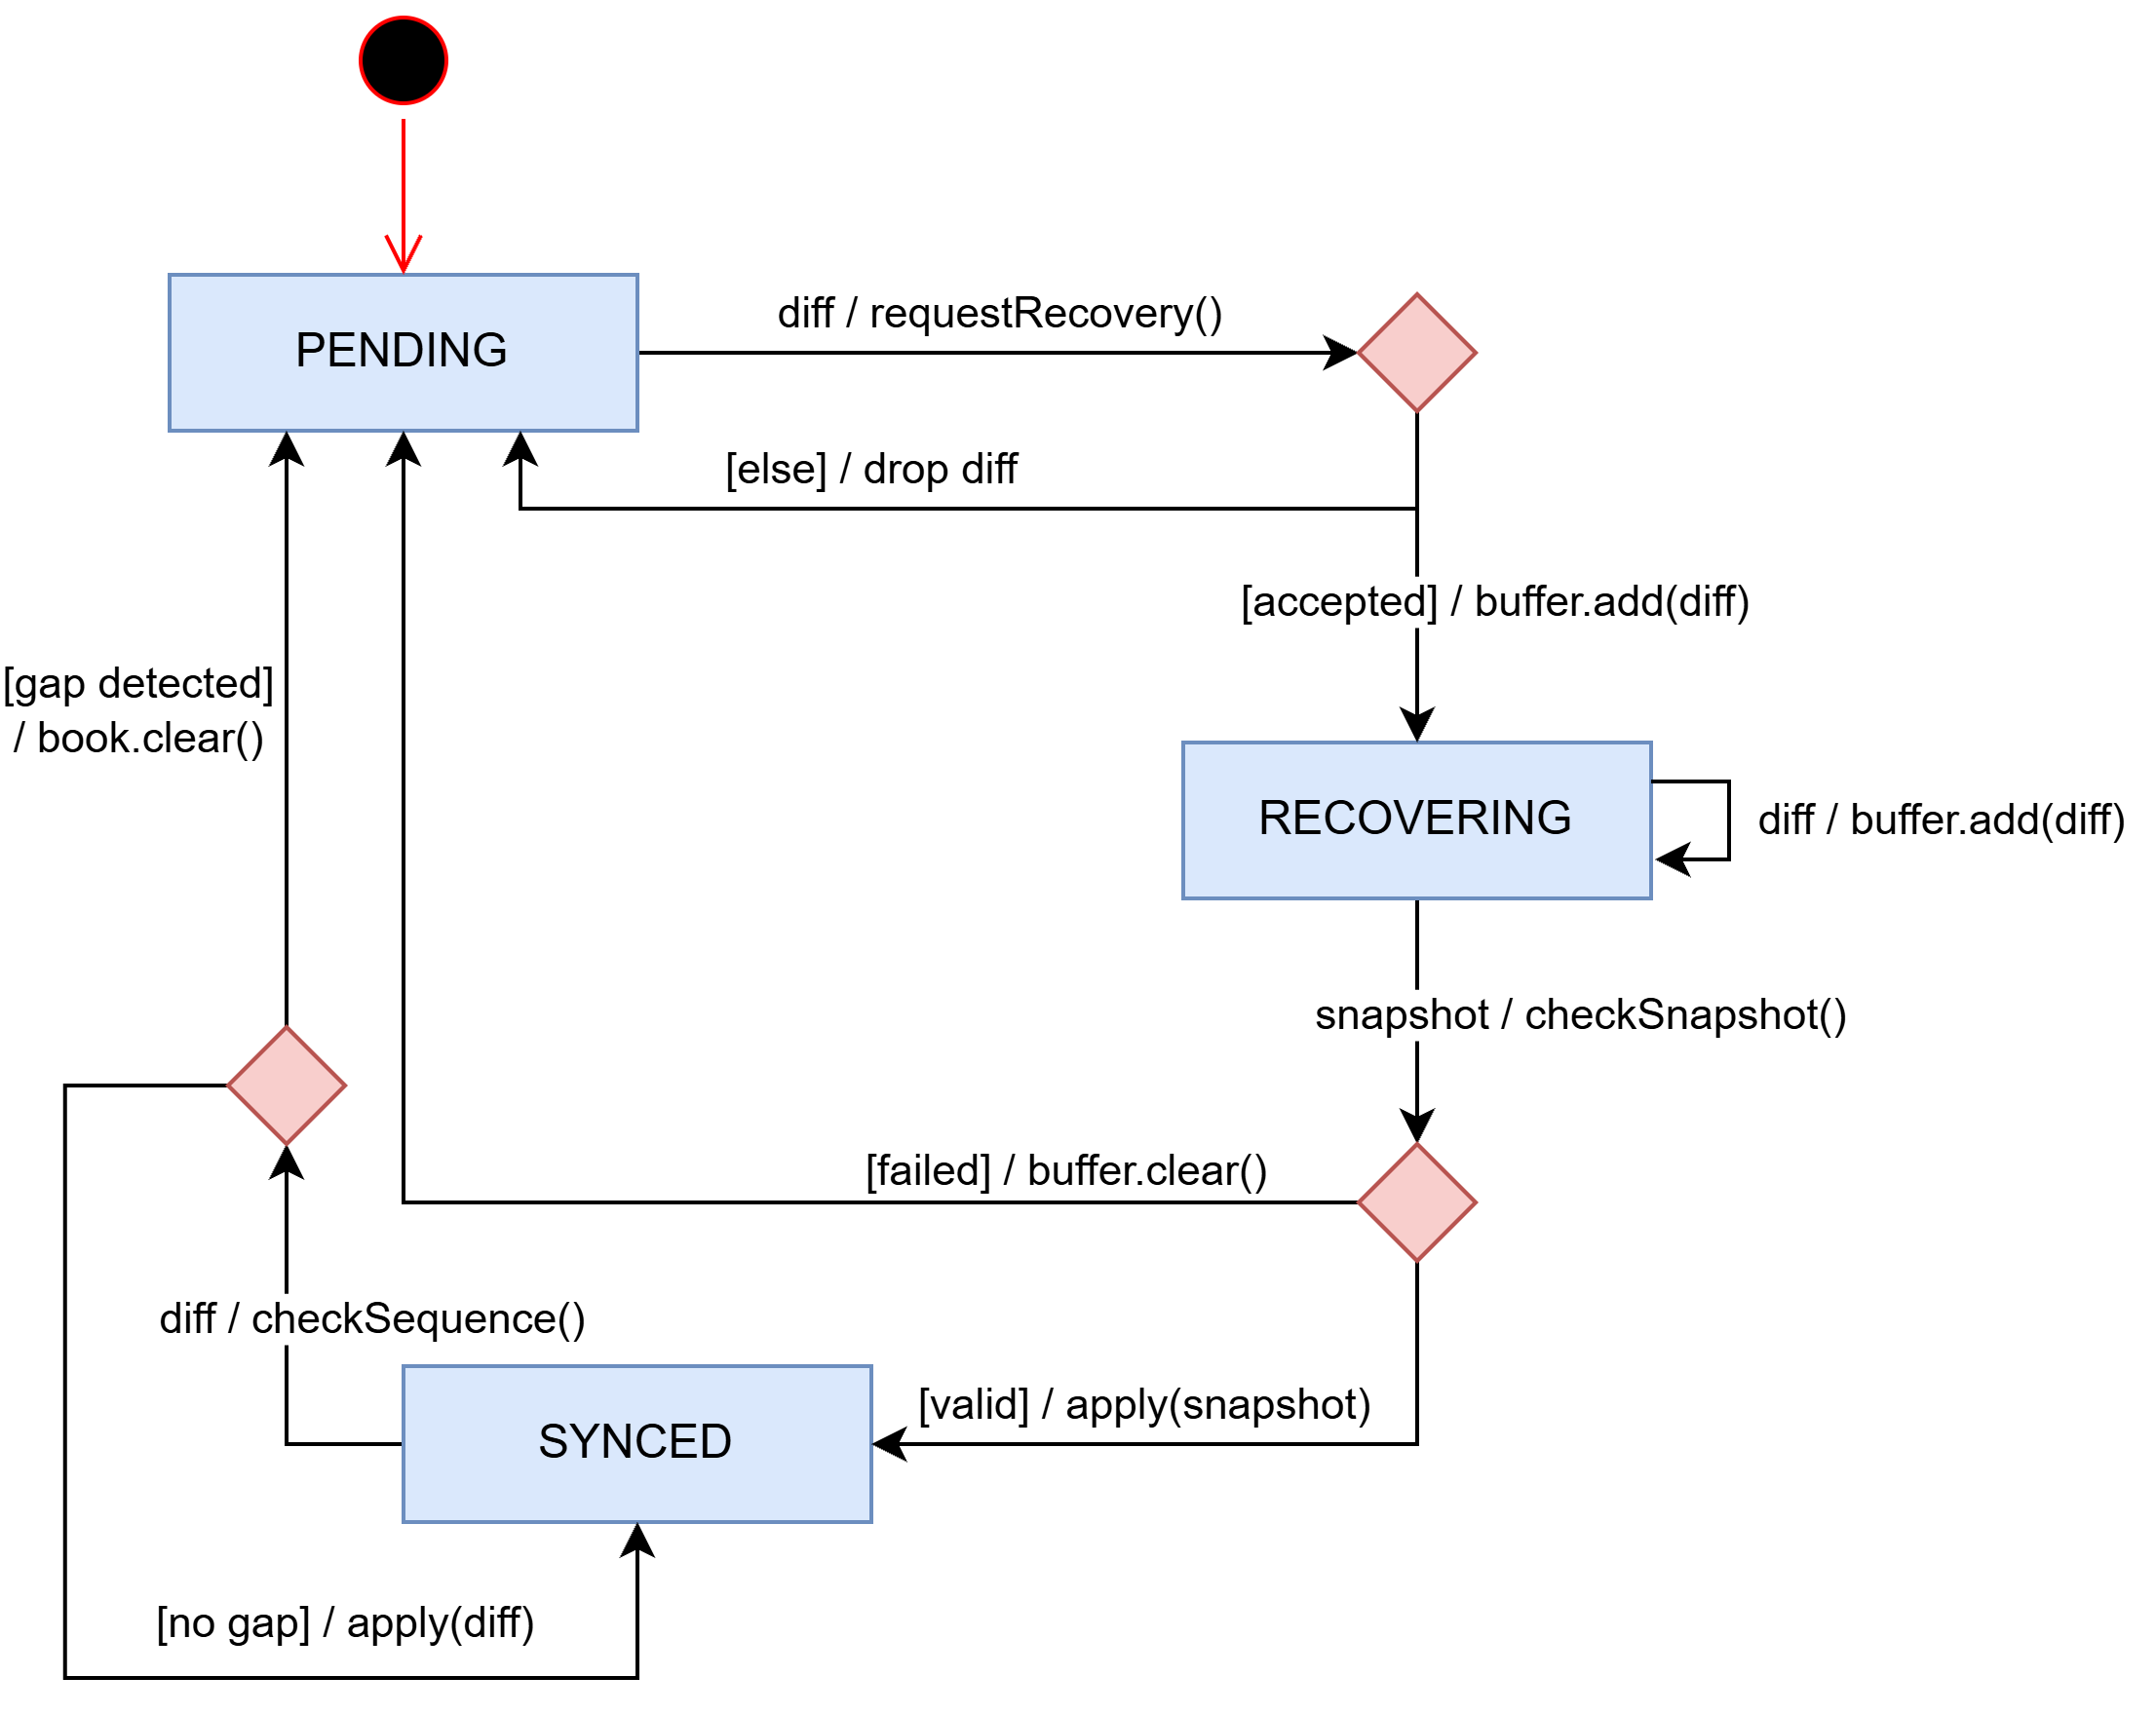 diff / requestRecovery()
PENDING
[else] / drop diff
[accepted] / buffer.add(diff)
[gap detected]
/ book.clear()
RECOVERING
diff / buffer.add(diff)
snapshot / checkSnapshot()
[failed] / buffer.clear()
diff / checkSequence()
[valid] / apply(snapshot)
SYNCED
[no gap] / apply(diff)